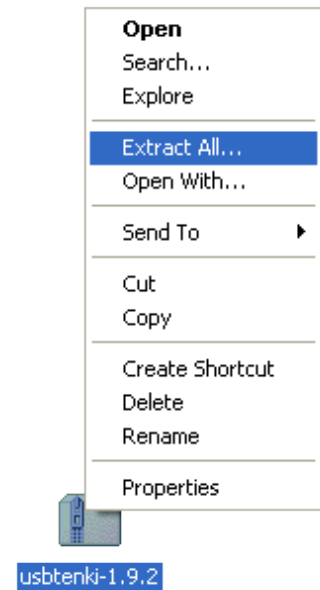 Open
Search...
Explore
Extract All...
Open With...
Send To
Cut
Copy
Create Shortcut
Delete
Rename
Properties
usbtenki-1.9.2